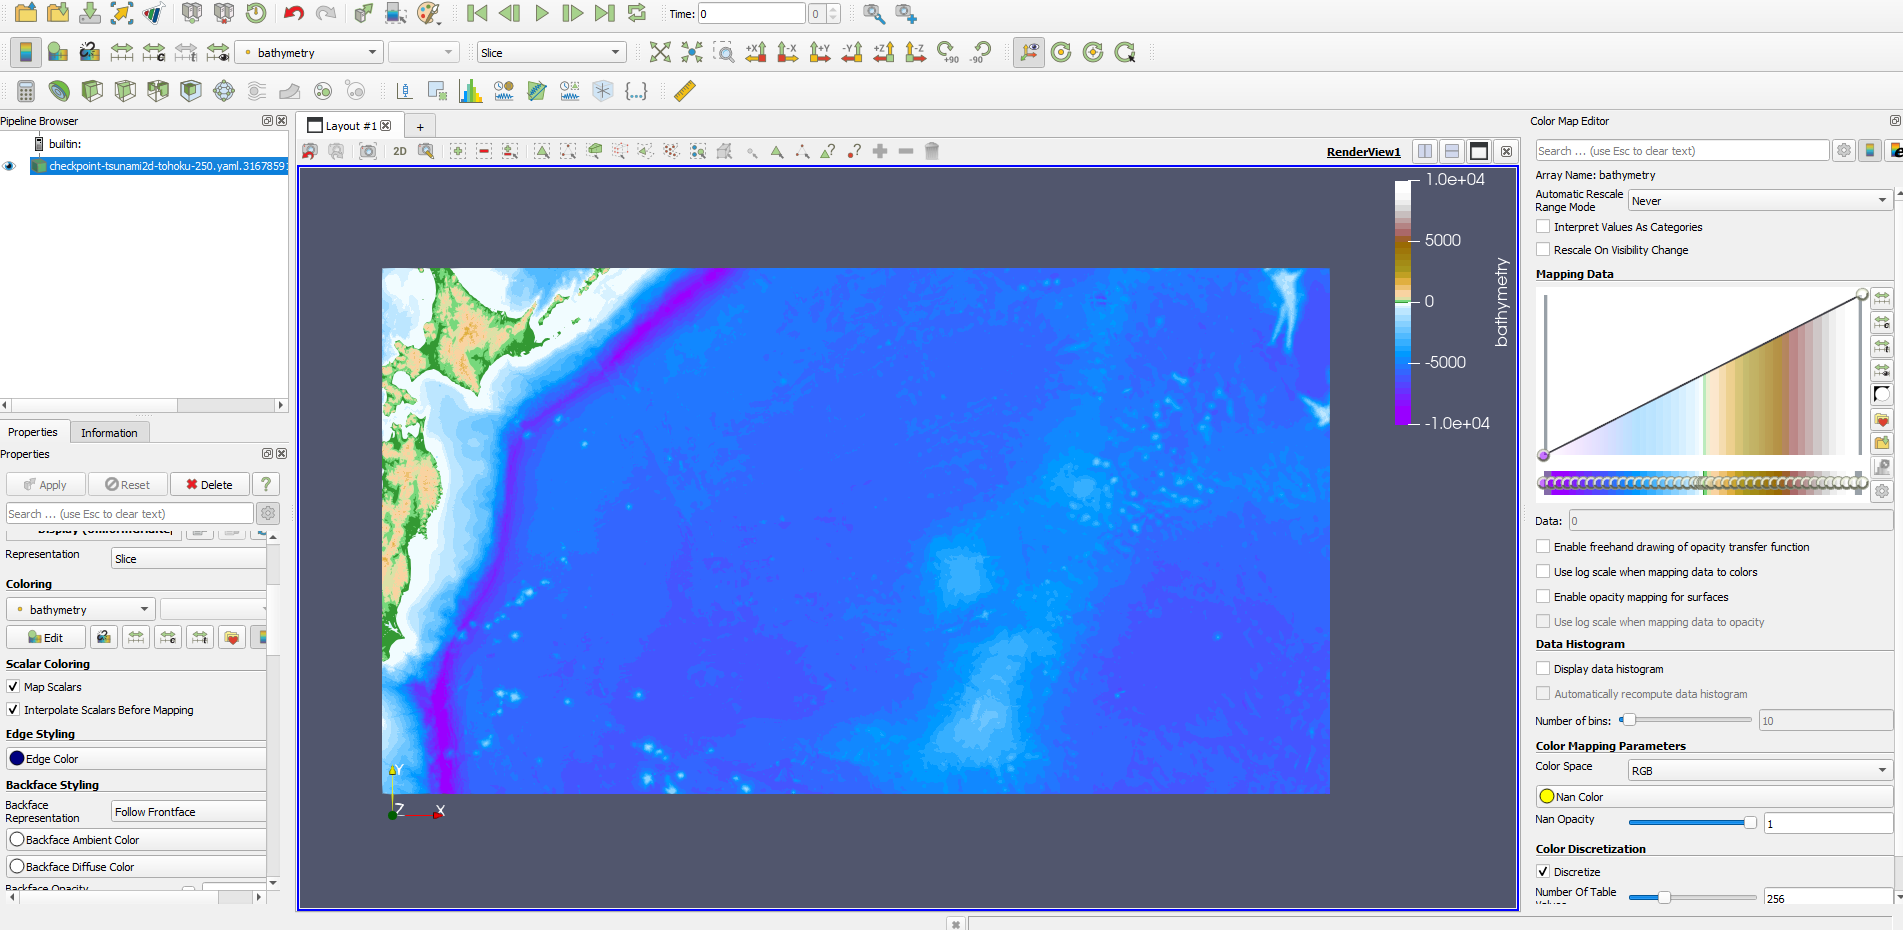 Time: 0
0
bathymetry
Slice
+X
-X
+Y
-Y
+Z
-Z
+90
-90
Pipeline Browser
builtin:
checkpoint-tsunami2d-tohoku-250.yaml.31678591
Properties
Information
Properties
Apply
Reset
Delete
?
Search ... (use Esc to clear text)
Representation
Slice
Coloring
bathymetry
Edit
Scalar Coloring
Map Scalars
Interpolate Scalars Before Mapping
Edge Styling
Edge Color
Backface Styling
Backface
Representation
Follow Frontface
Backface Ambient Color
Backface Diffuse Color
Backface Opacity
Layout #1
+
2D
RenderView1
1.0e+04
5000
0
-5000
-1.0e+04
bathymetry
Y
Z
X
Color Map Editor
Search ... (use Esc to clear text)
Array Name: bathymetry
Automatic Rescale
Range Mode
Never
Interpret Values As Categories
Rescale On Visibility Change
Mapping Data
Data: 0
Enable freehand drawing of opacity transfer function
Use log scale when mapping data to colors
Enable opacity mapping for surfaces
Use log scale when mapping data to opacity
Data Histogram
Display data histogram
Automatically recompute data histogram
Number of bins:
10
Color Mapping Parameters
Color Space
RGB
Nan Color
Nan Opacity
1
Color Discretization
Discretize
Number Of Table
256